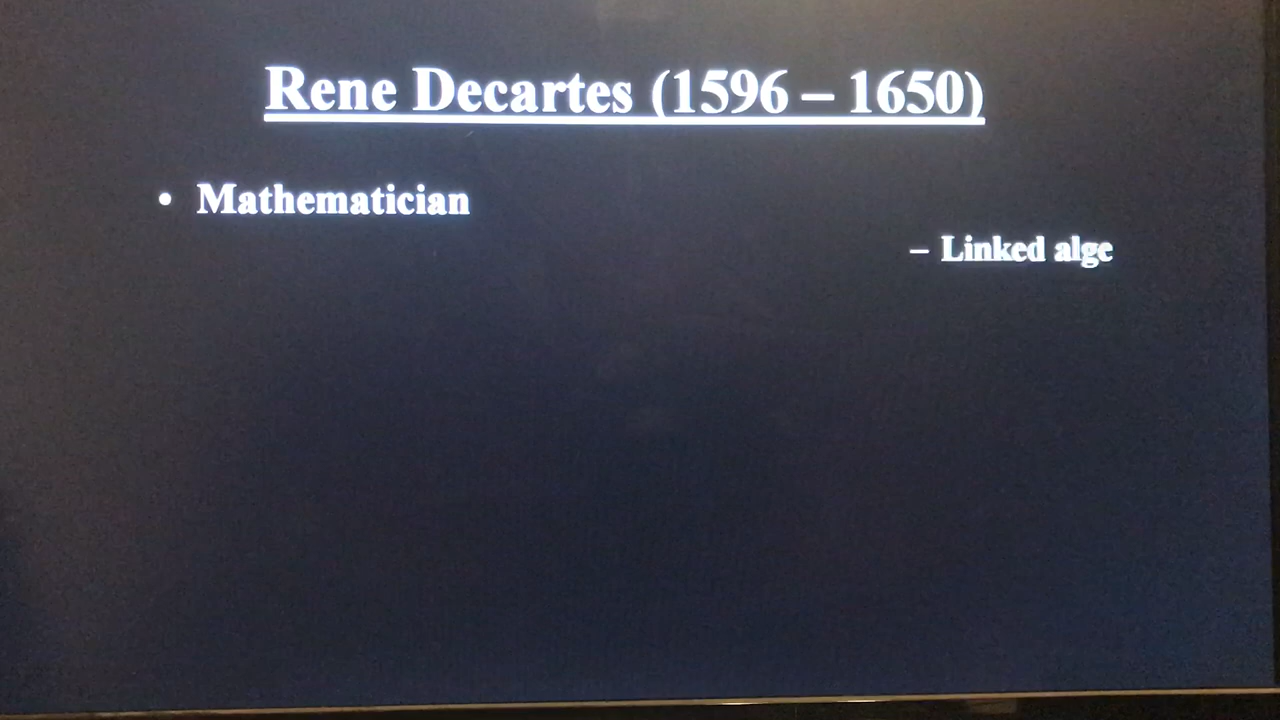 Rene Decartes (1596 – 1650)
• Mathematician
– Linked alge